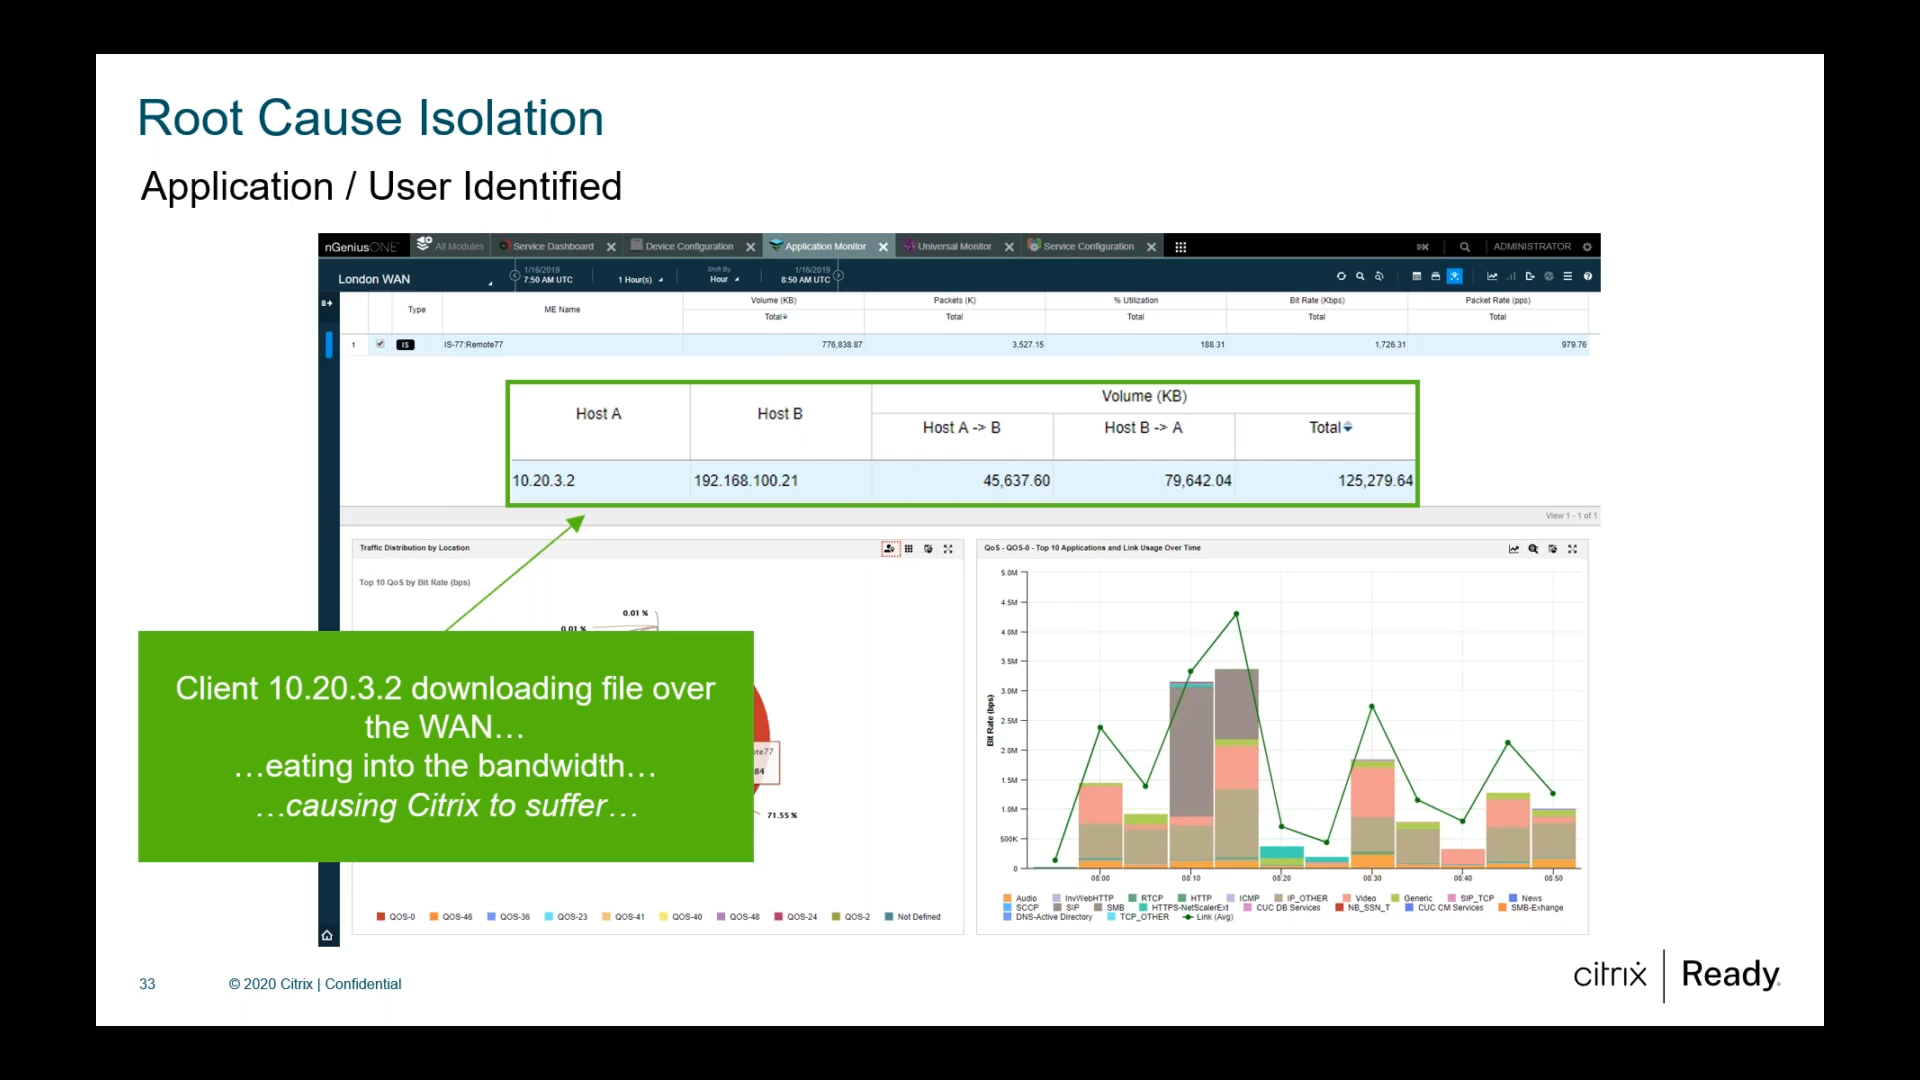 Root Cause Isolation
Application / User Identified
nGeniusONE All Modules Service Dashboard Device Configuration Application Monitor Universal Monitor Service Configuration ADMINISTRATOR
London WAN 1/16/2019 7:50 AM UTC 1 Hour(s) Shift By Hour 1/16/2019 8:50 AM UTC
Type ME Name Volume (KB) Packets (K) % Utilization Bit Rate (Kbps) Packet Rate (pps)
Total Total Total Total Total
1 IS IS-77:Remote77 776,838.87 3,527.15 188.31 1,726.31 979.76
Host A Host B Volume (KB)
Host A -> B Host B -> A Total
10.20.3.2 192.168.100.21 45,637.60 79,642.04 125,279.64
View 1 - 1 of 1
Traffic Distribution by Location
Top 10 QoS by Bit Rate (bps)
0.01 %
0.01 %
71.55 %
QOS-0 QOS-46 QOS-36 QOS-23 QOS-41 QOS-40 QOS-48 QOS-24 QOS-2 Not Defined
Client 10.20.3.2 downloading file over
the WAN…
…eating into the bandwidth…
…causing Citrix to suffer…
QoS - QOS-0 - Top 10 Applications and Link Usage Over Time
Bit Rate (bps)
5.0M
4.5M
4.0M
3.5M
3.0M
2.5M
2.0M
1.5M
1.0M
500K
0
08:00 08:10 08:20 08:30 08:40 08:50
Audio InvWebHTTP RTCP HTTP ICMP IP_OTHER Video Generic SIP_TCP News
SCCP SIP SMB HTTPS-NetScalerExt CUC DB Services NB_SSN_T CUC CM Services SMB-Exhange
DNS-Active Directory TCP_OTHER Link (Avg)
33 © 2020 Citrix | Confidential
citrix Ready